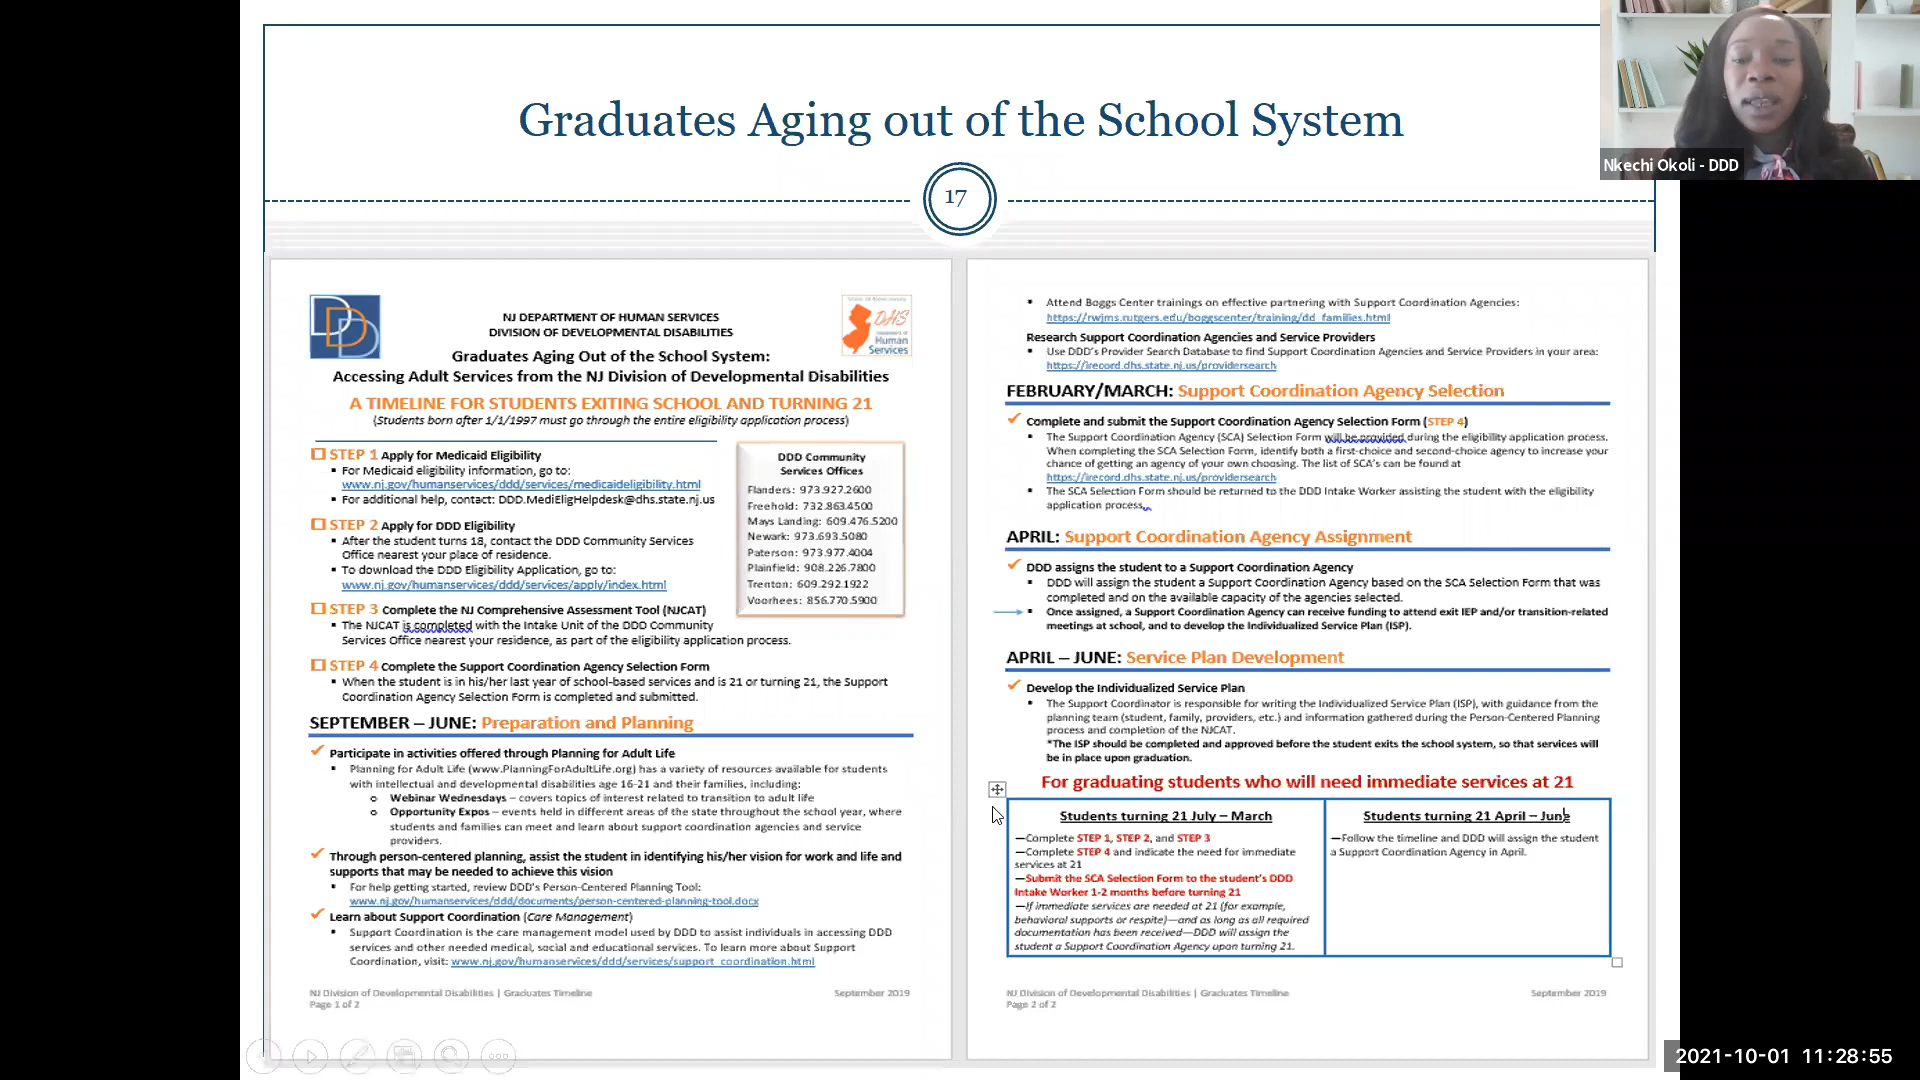 Graduates Aging out of the School System
17
Nkechi Okoli - DDD
NJ DEPARTMENT OF HUMAN SERVICES
DIVISION OF DEVELOPMENTAL DISABILITIES
DHS
Human
Services
Graduates Aging Out of the School System:
Accessing Adult Services from the NJ Division of Developmental Disabilities
A TIMELINE FOR STUDENTS EXITING SCHOOL AND TURNING 21
(Students born after 1/1/1997 must go through the entire eligibility application process)
STEP 1 Apply for Medicaid Eligibility
▪ For Medicaid eligibility information, go to:
www.nj.gov/humanservices/ddd/services/medicaideligibility.html
▪ For additional help, contact: DDD.MediEligHelpdesk@dhs.state.nj.us
STEP 2 Apply for DDD Eligibility
▪ After the student turns 18, contact the DDD Community Services
Office nearest your place of residence.
▪ To download the DDD Eligibility Application, go to:
www.nj.gov/humanservices/ddd/services/apply/index.html
STEP 3 Complete the NJ Comprehensive Assessment Tool (NJCAT)
▪ The NJCAT is completed with the Intake Unit of the DDD Community
Services Office nearest your residence, as part of the eligibility application process.
STEP 4 Complete the Support Coordination Agency Selection Form
▪ When the student is in his/her last year of school-based services and is 21 or turning 21, the Support
Coordination Agency Selection Form is completed and submitted.
DDD Community
Services Offices
Flanders: 973.927.2600
Freehold: 732.863.4500
Mays Landing: 609.476.5200
Newark: 973.693.5080
Paterson: 973.977.4004
Plainfield: 908.226.7800
Trenton: 609.292.1922
Voorhees: 856.770.5900
SEPTEMBER – JUNE: Preparation and Planning
✓ Participate in activities offered through Planning for Adult Life
▪ Planning for Adult Life (www.PlanningForAdultLife.org) has a variety of resources available for students
with intellectual and developmental disabilities age 16-21 and their families, including:
o Webinar Wednesdays – covers topics of interest related to transition to adult life
o Opportunity Expos – events held in different areas of the state throughout the school year, where
students and families can meet and learn about support coordination agencies and service
providers.
✓ Through person-centered planning, assist the student in identifying his/her vision for work and life and
supports that may be needed to achieve this vision
▪ For help getting started, review DDD's Person-Centered Planning Tool:
www.nj.gov/humanservices/ddd/documents/person-centered-planning-tool.docx
✓ Learn about Support Coordination (Care Management)
▪ Support Coordination is the care management model used by DDD to assist individuals in accessing DDD
services and other needed medical, social and educational services. To learn more about Support
Coordination, visit: www.nj.gov/humanservices/ddd/services/support_coordination.html
NJ Division of Developmental Disabilities | Graduates Timeline September 2019
Page 1 of 2
▪ Attend Boggs Center trainings on effective partnering with Support Coordination Agencies:
https://rwjms.rutgers.edu/boggscenter/training/dd_families.html
Research Support Coordination Agencies and Service Providers
▪ Use DDD's Provider Search Database to find Support Coordination Agencies and Service Providers in your area:
https://irecord.dhs.state.nj.us/providersearch
FEBRUARY/MARCH: Support Coordination Agency Selection
✓ Complete and submit the Support Coordination Agency Selection Form (STEP 4)
▪ The Support Coordination Agency (SCA) Selection Form will be provided during the eligibility application process.
When completing the SCA Selection Form, identify both a first-choice and second-choice agency to increase your
chance of getting an agency of your own choosing. The list of SCA's can be found at
https://irecord.dhs.state.nj.us/providersearch
▪ The SCA Selection Form should be returned to the DDD Intake Worker assisting the student with the eligibility
application process.
APRIL: Support Coordination Agency Assignment
✓ DDD assigns the student to a Support Coordination Agency
▪ DDD will assign the student a Support Coordination Agency based on the SCA Selection Form that was
completed and on the available capacity of the agencies selected.
▪ Once assigned, a Support Coordination Agency can receive funding to attend exit IEP and/or transition-related
meetings at school, and to develop the Individualized Service Plan (ISP).
APRIL – JUNE: Service Plan Development
✓ Develop the Individualized Service Plan
▪ The Support Coordinator is responsible for writing the Individualized Service Plan (ISP), with guidance from the
planning team (student, family, providers, etc.) and information gathered during the Person-Centered Planning
process and completion of the NJCAT.
*The ISP should be completed and approved before the student exits the school system, so that services will
be in place upon graduation.
For graduating students who will need immediate services at 21
Students turning 21 July – March
—Complete STEP 1, STEP 2, and STEP 3
—Complete STEP 4 and indicate the need for immediate
services at 21
—Submit the SCA Selection Form to the student's DDD
Intake Worker 1-2 months before turning 21
—If immediate services are needed at 21 (for example,
behavioral supports or respite)—and as long as all required
documentation has been received—DDD will assign the
student a Support Coordination Agency upon turning 21.
Students turning 21 April – June
—Follow the timeline and DDD will assign the student
a Support Coordination Agency in April.
NJ Division of Developmental Disabilities | Graduates Timeline September 2019
Page 2 of 2
2021-10-01 11:28:55